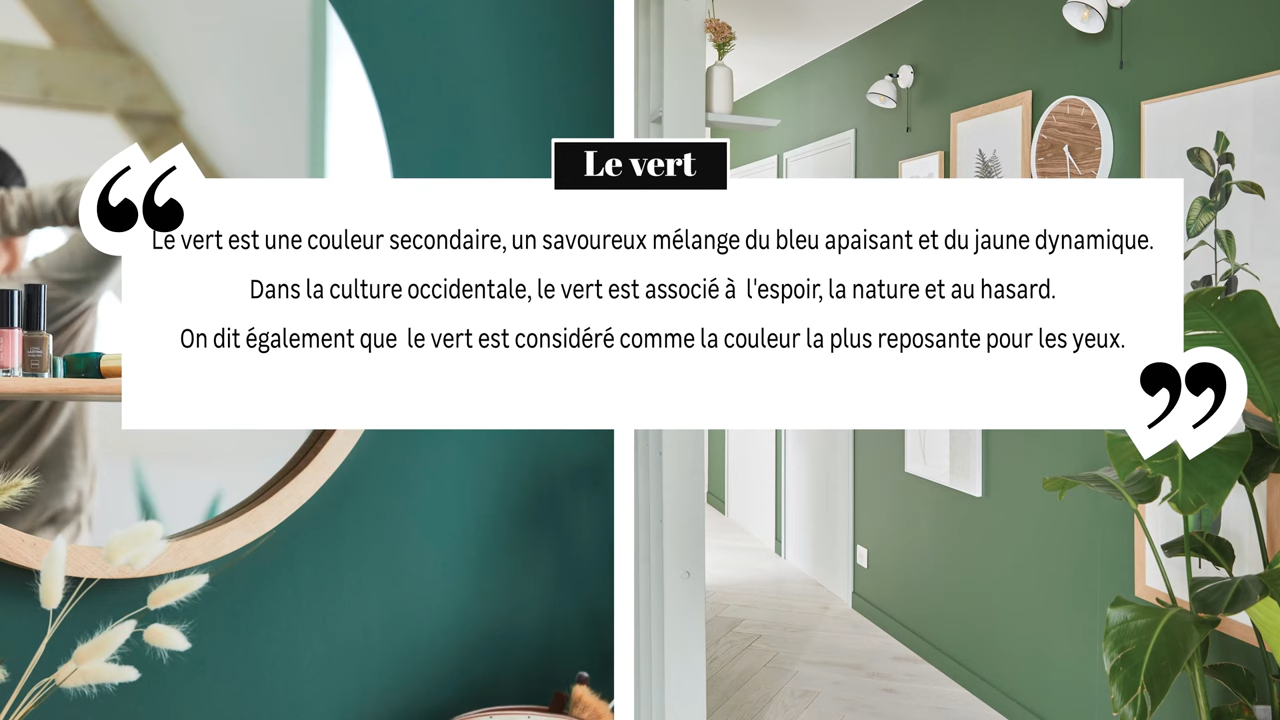 Le vert
Le vert est une couleur secondaire, un savoureux mélange du bleu apaisant et du jaune dynamique.
Dans la culture occidentale, le vert est associé à l'espoir, la nature et au hasard.
On dit également que le vert est considéré comme la couleur la plus reposante pour les yeux.